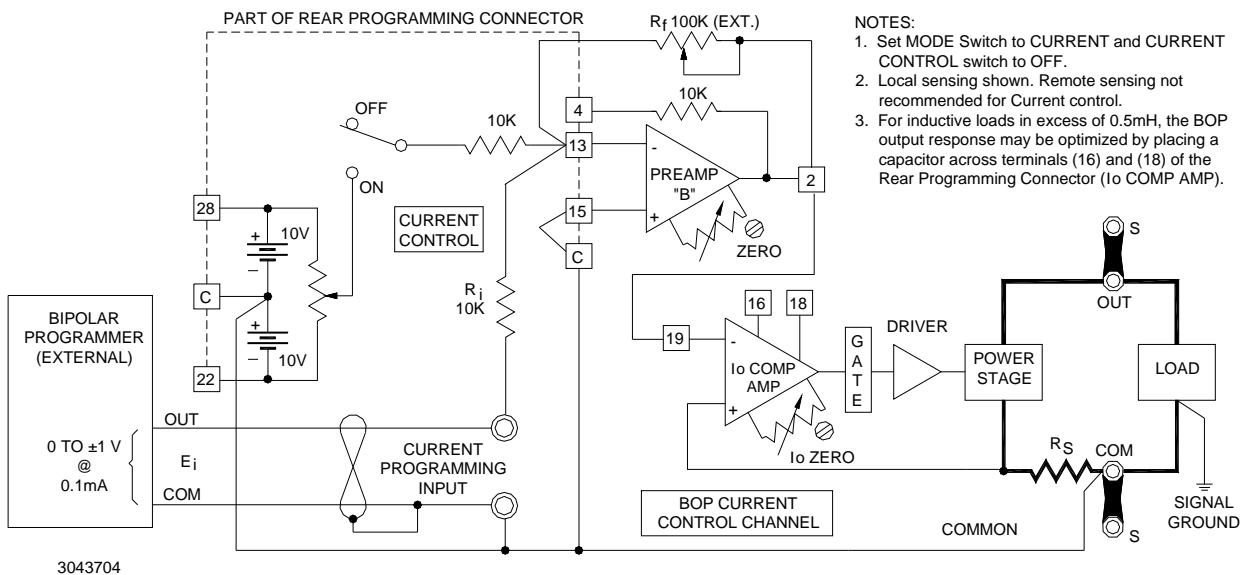 PART OF REAR PROGRAMMING CONNECTOR
Rf 100K (EXT.)
NOTES:
1. Set MODE Switch to CURRENT and CURRENT
CONTROL switch to OFF.
2. Local sensing shown. Remote sensing not
recommended for Current control.
3. For inductive loads in excess of 0.5mH, the BOP
output response may be optimized by placing a
capacitor across terminals (16) and (18) of the
Rear Programming Connector (Io COMP AMP).
OFF
10K
4
10K
13
-
PREAMP
"B"
+
2
ON
15
ZERO
C
28
+
10V
–
CURRENT
CONTROL
C
Ri
10K
+
–
10V
22
BIPOLAR
PROGRAMMER
(EXTERNAL)
0 TO ±1 V
@
0.1mA
Ei
OUT
COM
CURRENT
PROGRAMMING
INPUT
16
18
19
-
Io COMP
AMP
+
Io ZERO
GATE
DRIVER
POWER
STAGE
S
OUT
LOAD
RS
COM
S
SIGNAL
GROUND
BOP CURRENT
CONTROL CHANNEL
COMMON
3043704